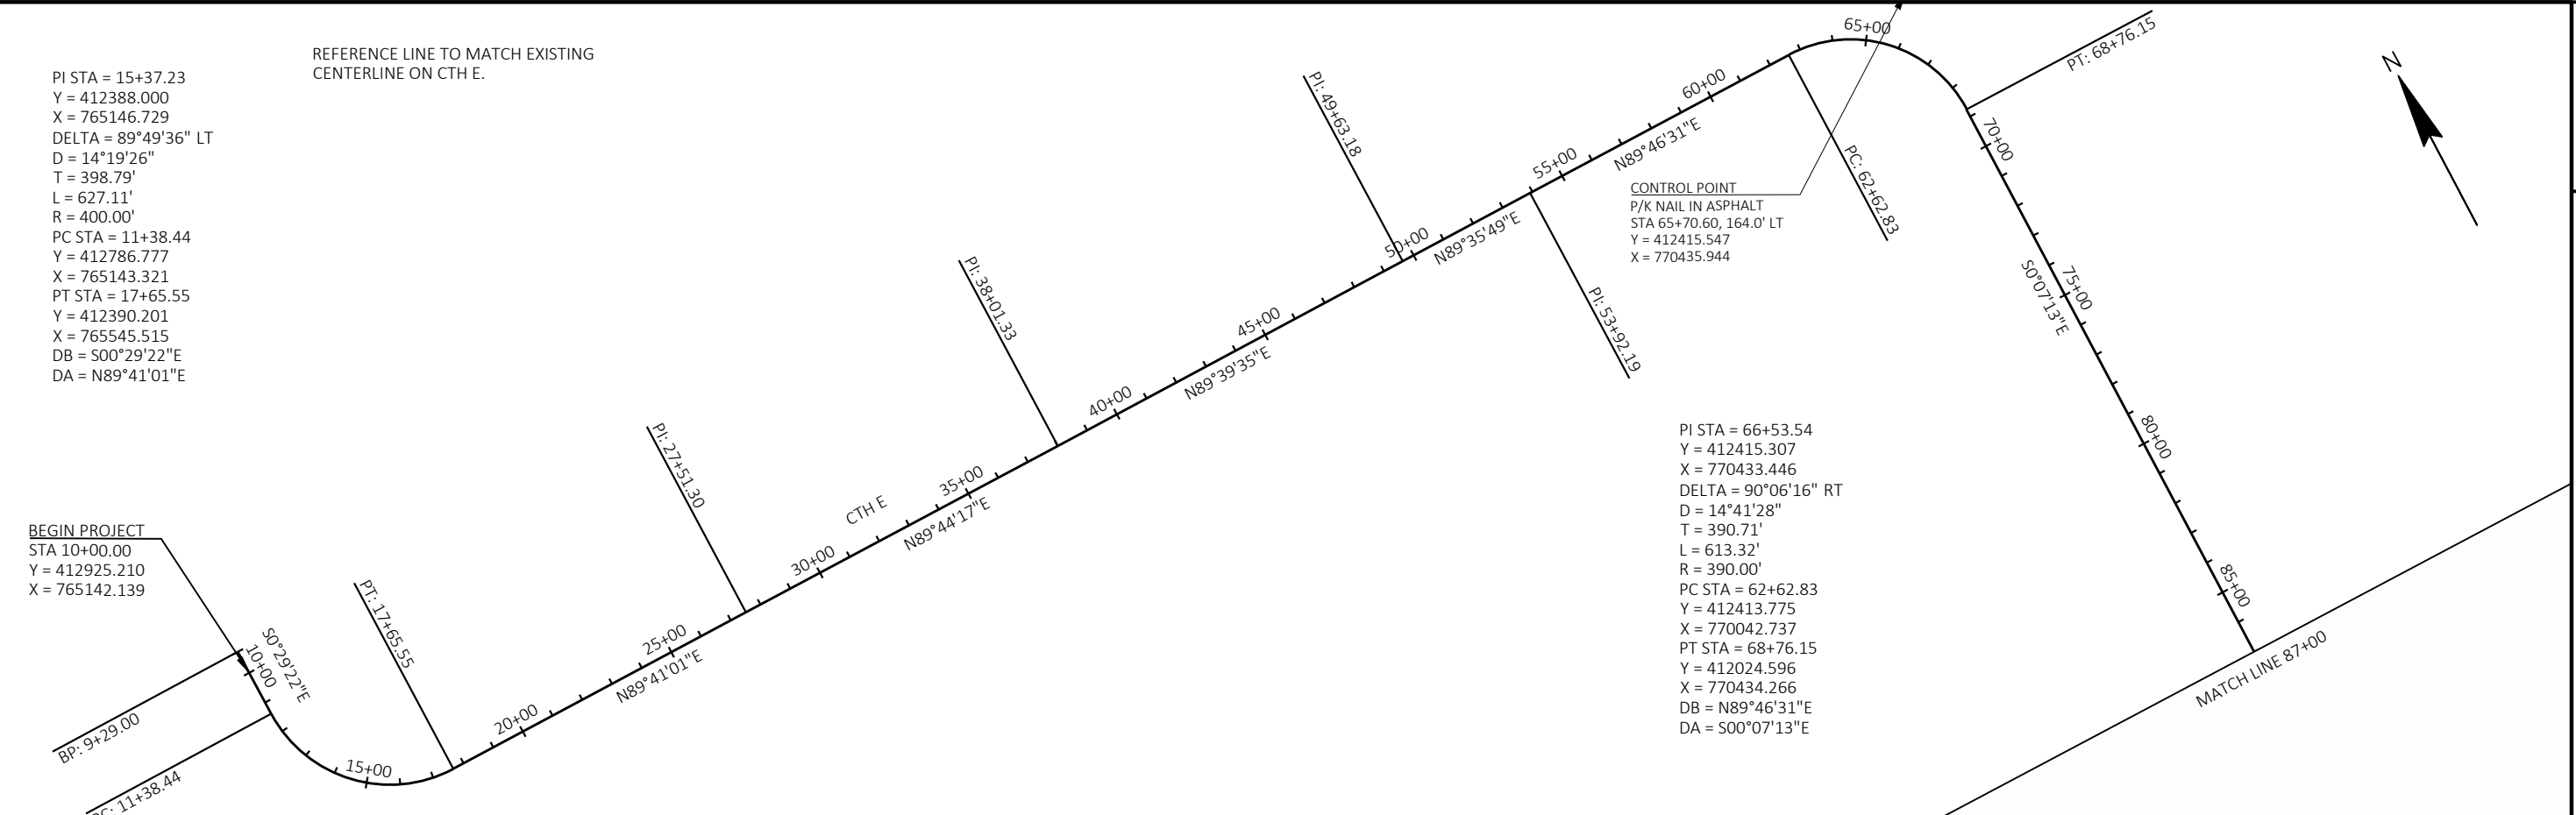 REFERENCE LINE TO MATCH EXISTING
CENTERLINE ON CTH E.
PI STA = 15+37.23
Y = 412388.000
X = 765146.729
DELTA = 89°49'36" LT
D = 14°19'26"
T = 398.79'
L = 627.11'
R = 400.00'
PC STA = 11+38.44
Y = 412786.777
X = 765143.321
PT STA = 17+65.55
Y = 412390.201
X = 765545.515
DB = S00°29'22"E
DA = N89°41'01"E
BEGIN PROJECT
STA 10+00.00
Y = 412925.210
X = 765142.139
BP: 9+29.00
PC: 11+38.44
10+00
S0°29'22"E
15+00
PT: 17+65.55
20+00
25+00
N89°41'01"E
PI: 27+51.30
30+00
CTH E
35+00
N89°44'17"E
PI: 38+01.33
40+00
45+00
N89°39'35"E
PI: 49+63.18
50+00
N89°35'49"E
PI: 53+92.19
55+00
60+00
N89°46'31"E
PC: 62+62.83
65+00
PT: 68+76.15
CONTROL POINT
P/K NAIL IN ASPHALT
STA 65+70.60, 164.0' LT
Y = 412415.547
X = 770435.944
70+00
75+00
S0°07'13"E
80+00
85+00
MATCH LINE 87+00
N
PI STA = 66+53.54
Y = 412415.307
X = 770433.446
DELTA = 90°06'16" RT
D = 14°41'28"
T = 390.71'
L = 613.32'
R = 390.00'
PC STA = 62+62.83
Y = 412413.775
X = 770042.737
PT STA = 68+76.15
Y = 412024.596
X = 770434.266
DB = N89°46'31"E
DA = S00°07'13"E